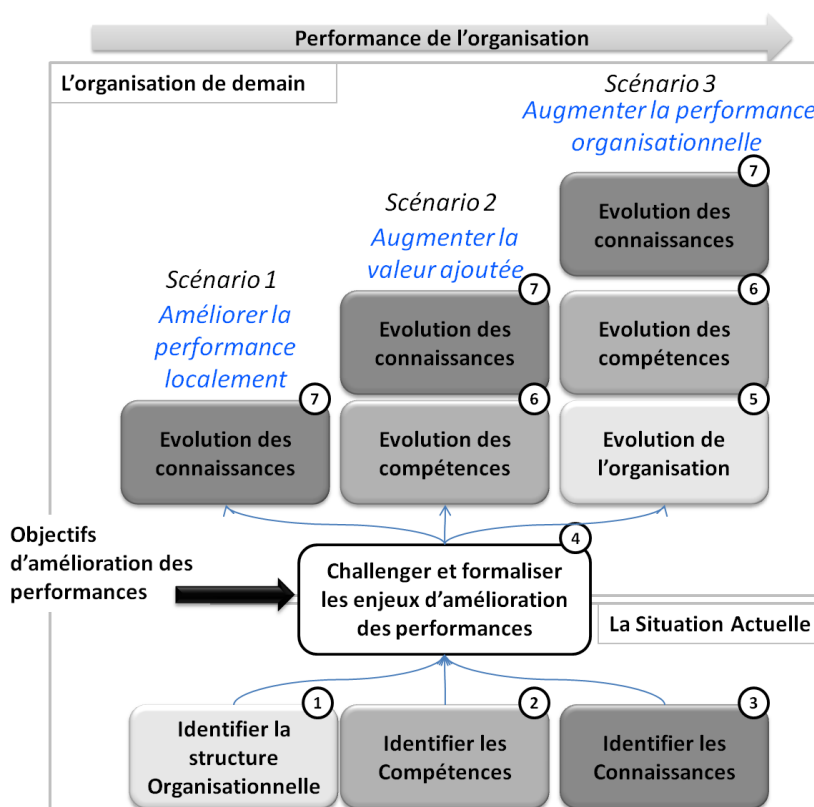 Performance de l'organisation
L'organisation de demain
Scénario 3
Augmenter la performance
organisationnelle
7
Evolution des
connaissances
Scénario 2
Augmenter la
valeur ajoutée
7
Evolution des
connaissances
6
Evolution des
compétences
Scénario 1
Améliorer la
performance
localement
7
Evolution des
connaissances
6
Evolution des
compétences
5
Evolution de
l'organisation
Objectifs
d'amélioration des
performances
4
Challenger et formaliser
les enjeux d'amélioration
des performances
La Situation Actuelle
1
Identifier la
structure
Organisationnelle
2
Identifier les
Compétences
3
Identifier les
Connaissances